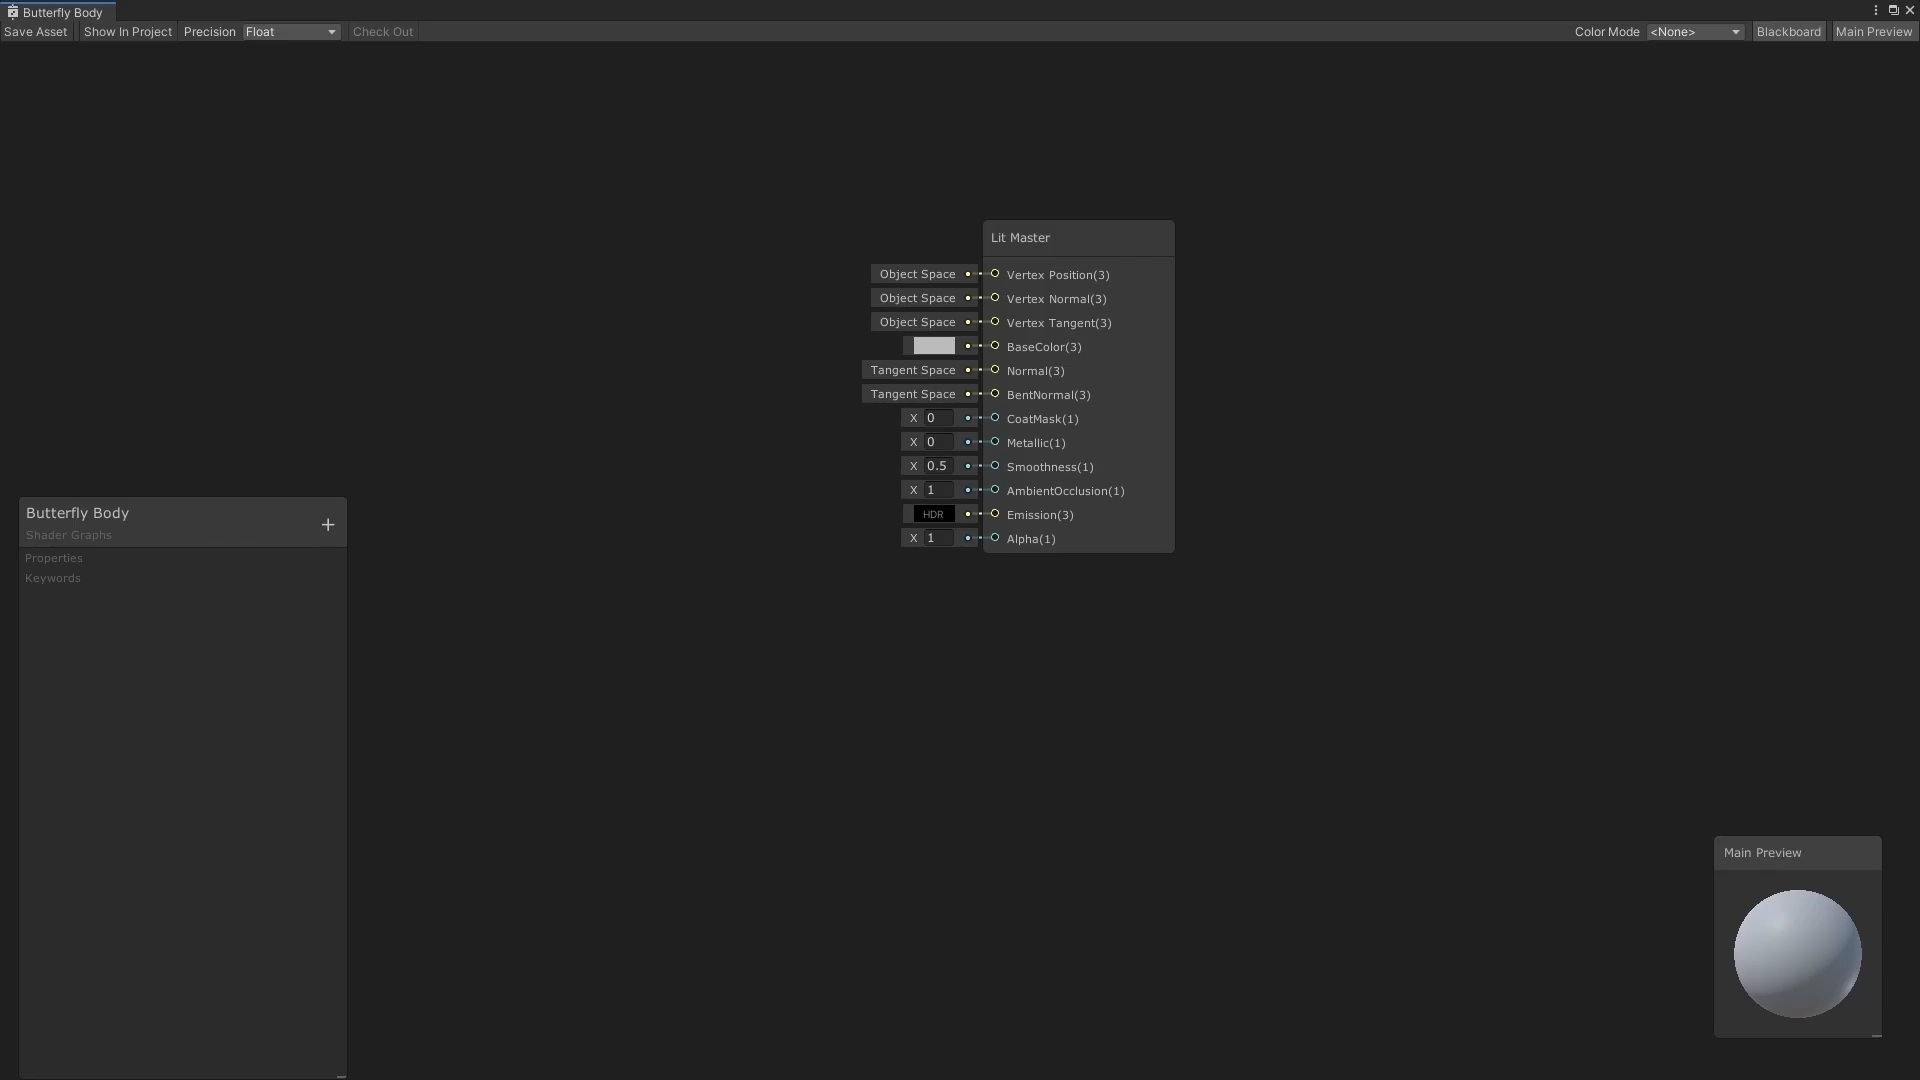 Butterfly Body
Save Asset Show In Project Precision Float Check Out Color Mode <None> Blackboard Main Preview
Lit Master
Object Space Vertex Position(3)
Object Space Vertex Normal(3)
Object Space Vertex Tangent(3)
BaseColor(3)
Tangent Space Normal(3)
Tangent Space BentNormal(3)
X 0 CoatMask(1)
X 0 Metallic(1)
X 0.5 Smoothness(1)
X 1 AmbientOcclusion(1)
HDR Emission(3)
X 1 Alpha(1)
Butterfly Body
Shader Graphs
Properties
Keywords
Main Preview